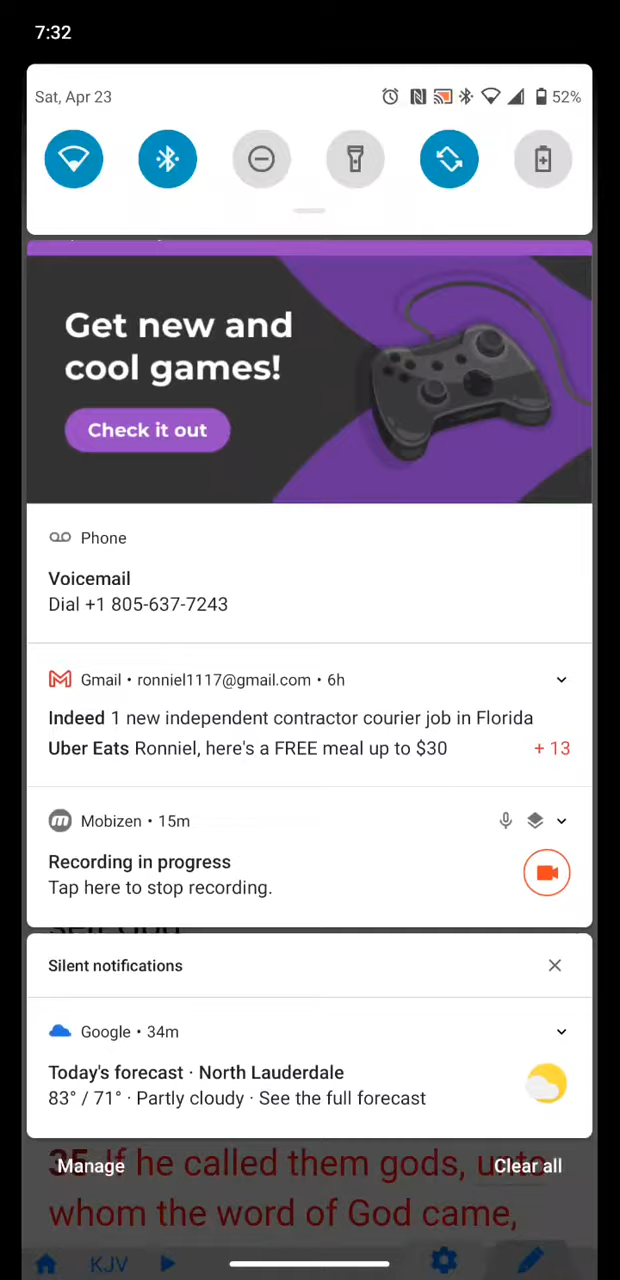 7:32
Sat, Apr 23
52%
Get new and
cool games!
Check it out
Phone
Voicemail
Dial +1 805-637-7243
Gmail • ronniel1117@gmail.com • 6h
Indeed 1 new independent contractor courier job in Florida
Uber Eats Ronniel, here's a FREE meal up to $30 + 13
Mobizen • 15m
Recording in progress
Tap here to stop recording.
Silent notifications
Google • 34m
Today's forecast · North Lauderdale
83° / 71° · Partly cloudy · See the full forecast
Manage
Clear all
35 If he called them gods, unto
whom the word of God came,
KJV